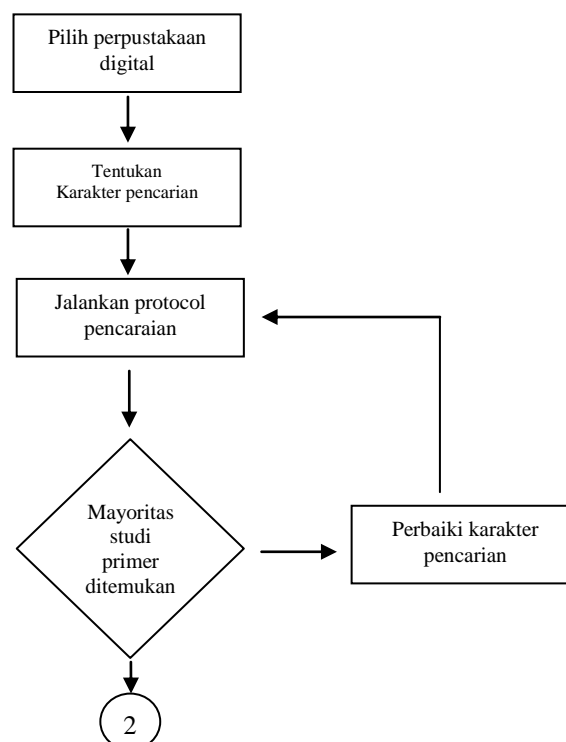 Pilih perpustakaan
digital
Tentukan
Karakter pencarian
Jalankan protocol
pencaraian
Mayoritas
studi
primer
ditemukan
Perbaiki karakter
pencarian
2